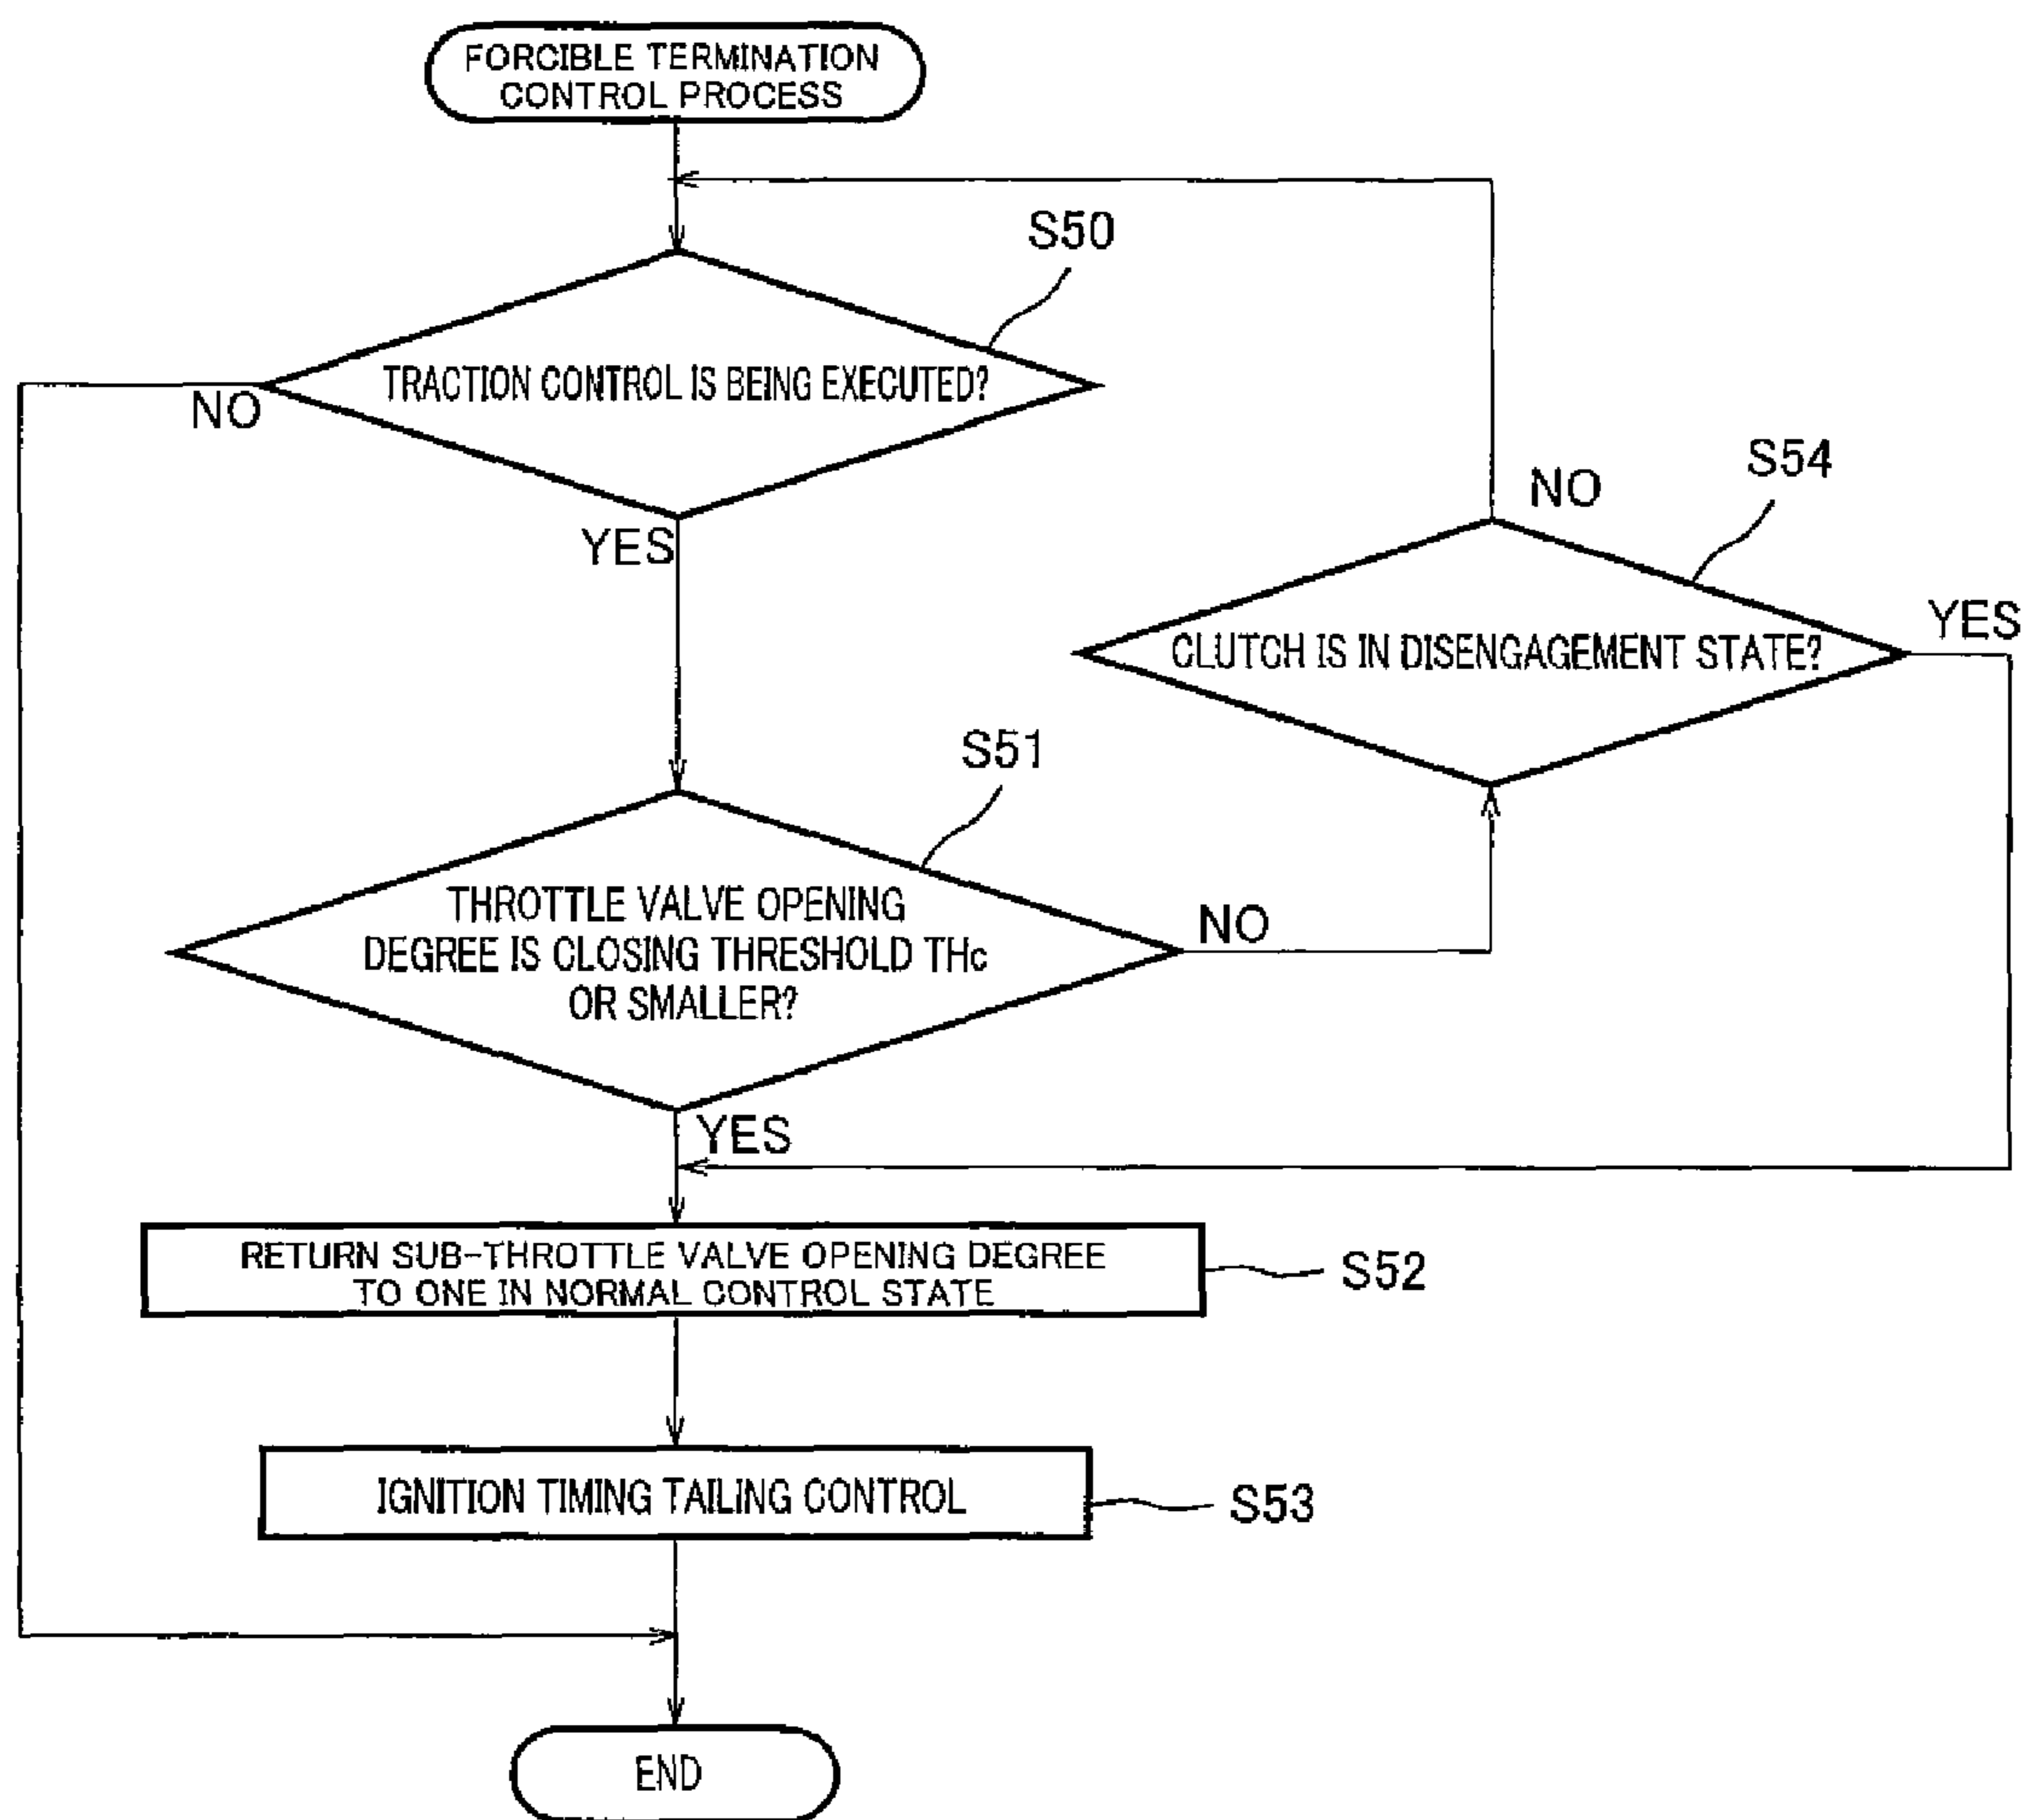 FORCIBLE TERMINATION
CONTROL PROCESS
S50
TRACTION CONTROL IS BEING EXECUTED?
NO
YES
S54
NO
YES
CLUTCH IS IN DISENGAGEMENT STATE?
S51
THROTTLE VALVE OPENING
DEGREE IS CLOSING THRESHOLD THc
OR SMALLER?
NO
YES
RETURN SUB-THROTTLE VALVE OPENING DEGREE
TO ONE IN NORMAL CONTROL STATE
S52
IGNITION TIMING TAILING CONTROL
S53
END